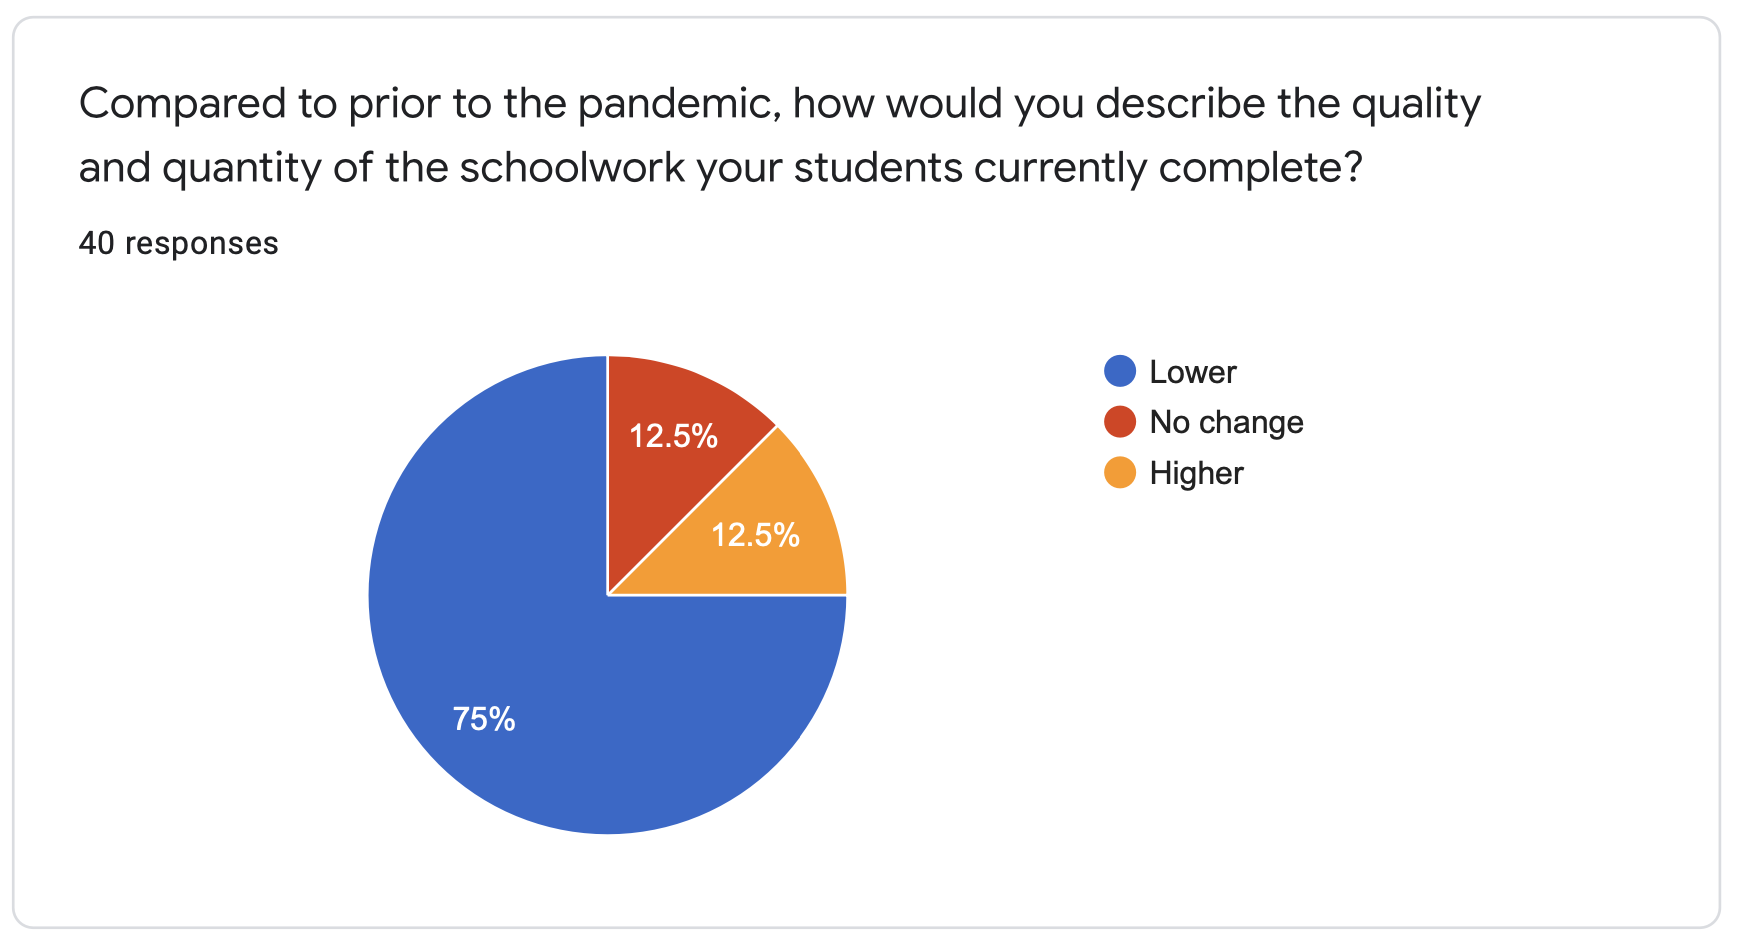 Compared to prior to the pandemic, how would you describe the quality
and quantity of the schoolwork your students currently complete?
40 responses
Lower
No change
Higher
12.5%
12.5%
75%